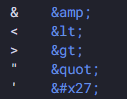 & &amp;
< &lt;
> &gt;
" &quot;
' &#x27;